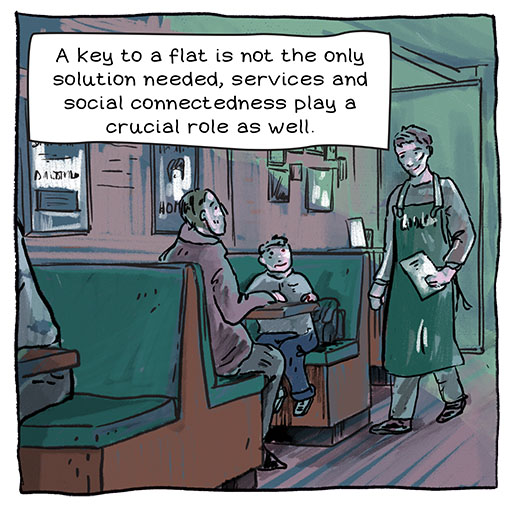 A key to a flat is not the only
solution needed, services and
social connectedness play a
crucial role as well.